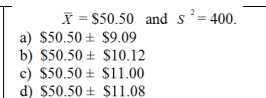 X̄ = $50.50 and s² = 400.
a) $50.50 ± $9.09
b) $50.50 ± $10.12
c) $50.50 ± $11.00
d) $50.50 ± $11.08